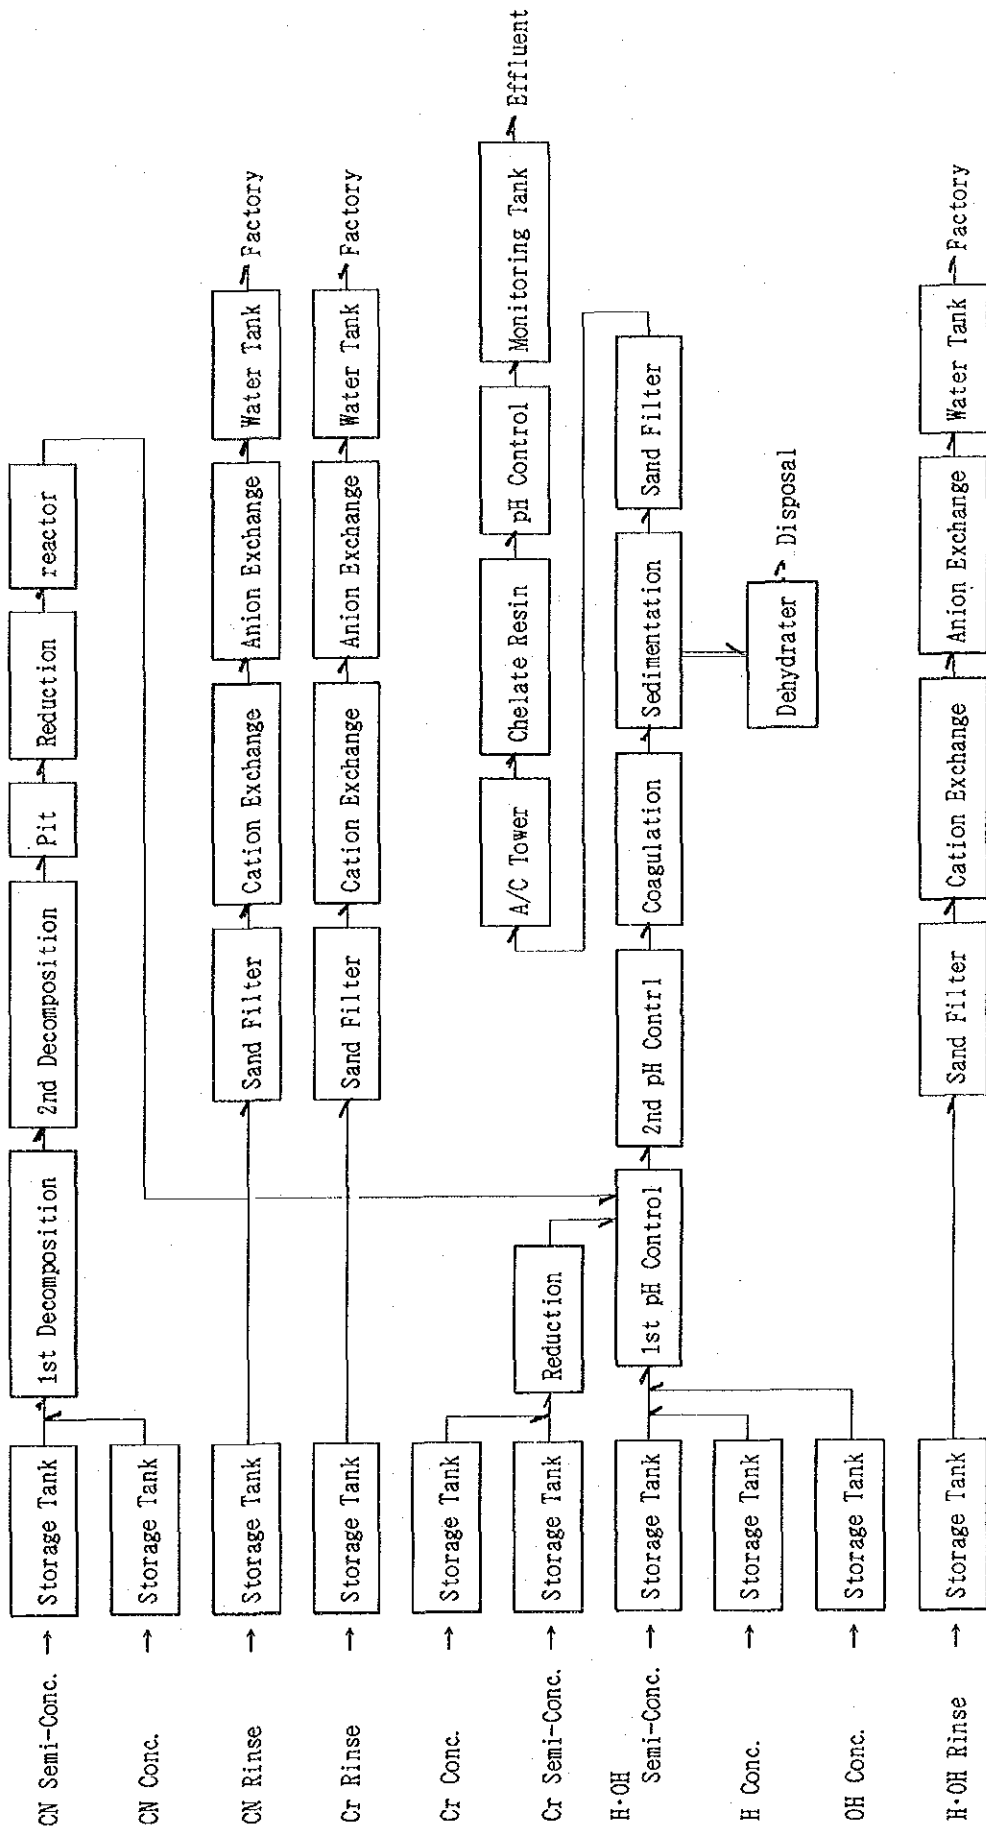 CN Semi-Conc. → Storage Tank 1st Decomposition 2nd Decomposition Pit Reduction reactor
CN Conc. → Storage Tank
CN Rinse → Storage Tank Sand Filter Cation Exchange Anion Exchange Water Tank Factory
Cr Rinse → Storage Tank Sand Filter Cation Exchange Anion Exchange Water Tank Factory
Cr Conc. → Storage Tank
A/C Tower Chelate Resin pH Control Monitoring Tank Effluent
Cr Semi-Conc. → Storage Tank Reduction
H·OH
Semi-Conc. → Storage Tank 1st pH Control 2nd pH Contrl Coagulation Sedimentation Sand Filter
H Conc. → Storage Tank
Dehydrater Disposal
OH Conc. → Storage Tank
H·OH Rinse → Storage Tank Sand Filter Cation Exchange Anion Exchange Water Tank Factory